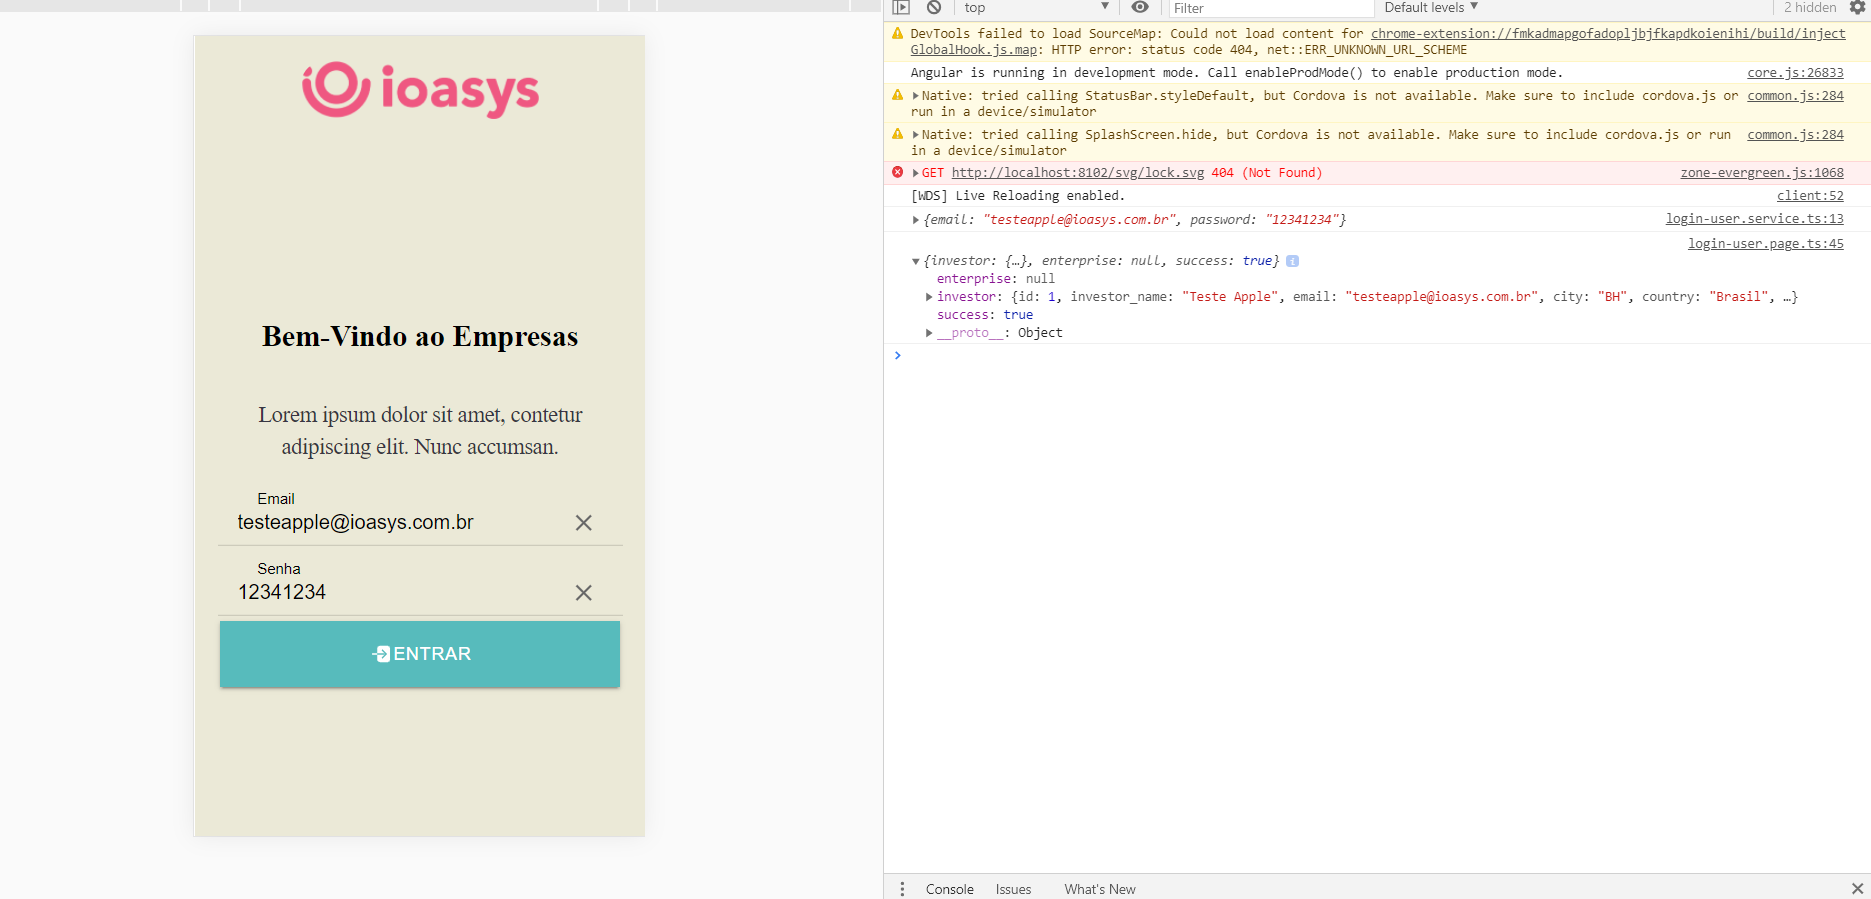 ioasys
Bem-Vindo ao Empresas
Lorem ipsum dolor sit amet, contetur
adipiscing elit. Nunc accumsan.
Email
testeapple@ioasys.com.br
Senha
12341234
ENTRAR
top
Filter
Default levels
2 hidden
DevTools failed to load SourceMap: Could not load content for chrome-extension://fmkadmapgofadopljbjfkapdkoienihi/build/inject
GlobalHook.js.map: HTTP error: status code 404, net::ERR_UNKNOWN_URL_SCHEME
Angular is running in development mode. Call enableProdMode() to enable production mode. core.js:26833
Native: tried calling StatusBar.styleDefault, but Cordova is not available. Make sure to include cordova.js or common.js:284
run in a device/simulator
Native: tried calling SplashScreen.hide, but Cordova is not available. Make sure to include cordova.js or run common.js:284
in a device/simulator
GET http://localhost:8102/svg/lock.svg 404 (Not Found) zone-evergreen.js:1068
[WDS] Live Reloading enabled. client:52
{email: "testeapple@ioasys.com.br", password: "12341234"} login-user.service.ts:13
login-user.page.ts:45
{investor: {…}, enterprise: null, success: true}
enterprise: null
investor: {id: 1, investor_name: "Teste Apple", email: "testeapple@ioasys.com.br", city: "BH", country: "Brasil", …}
success: true
__proto__: Object
Console Issues What's New